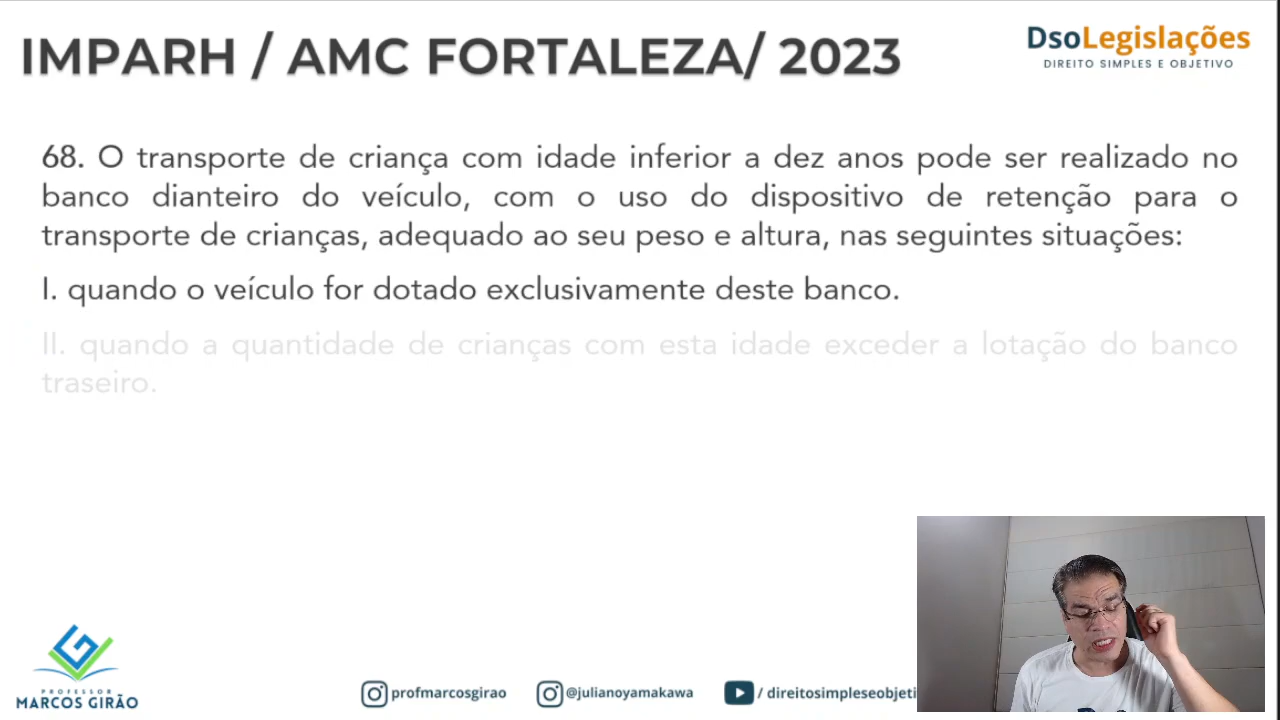 IMPARH / AMC FORTALEZA/ 2023
DsoLegislações
DIREITO SIMPLES E OBJETIVO
68. O transporte de criança com idade inferior a dez anos pode ser realizado no
banco dianteiro do veículo, com o uso do dispositivo de retenção para o
transporte de crianças, adequado ao seu peso e altura, nas seguintes situações:
I. quando o veículo for dotado exclusivamente deste banco.
II. quando a quantidade de crianças com esta idade exceder a lotação do banco
traseiro.
PROFESSOR
MARCOS GIRÃO
profmarcosgirao
@julianoyamakawa
/ direitosimpleseobjeti